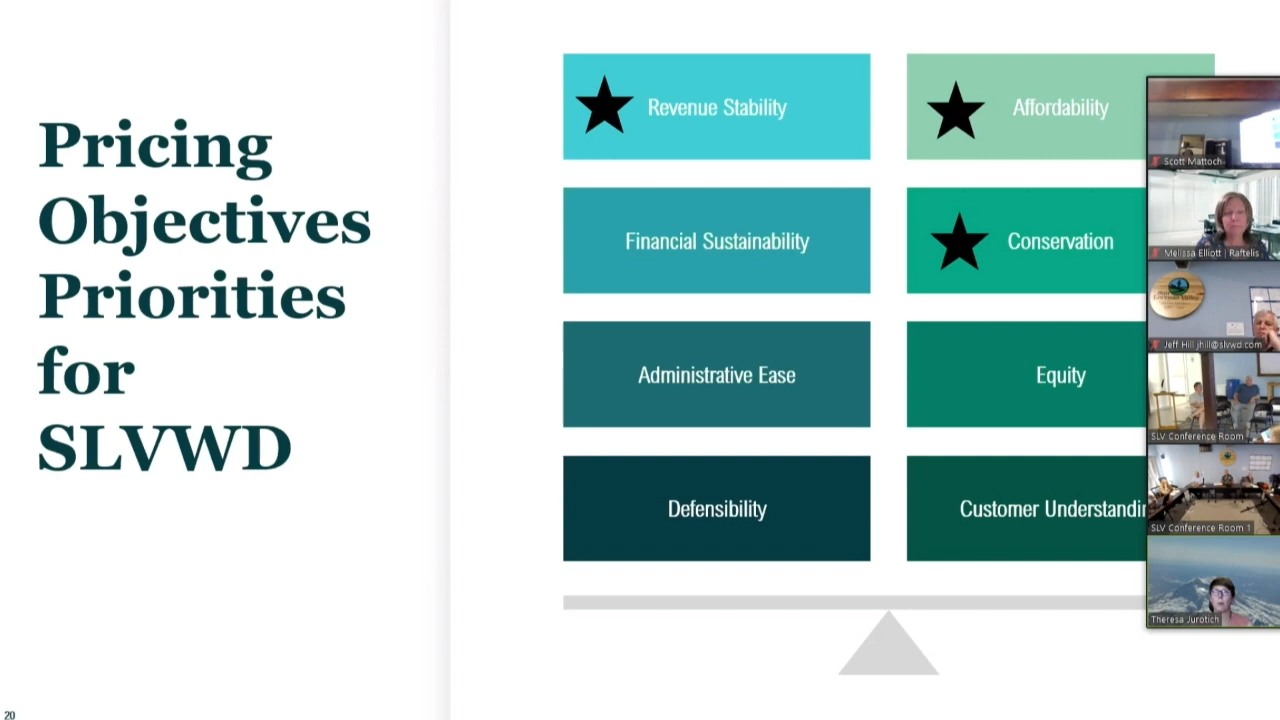 Pricing
Objectives
Priorities
for
SLVWD
Revenue Stability
Affordability
Financial Sustainability
Conservation
Administrative Ease
Equity
Defensibility
Customer Understandin
20
Scott Mattoch
Melissa Elliott | Raftelis
Jeff Hill jhill@slvwd.com
SLV Conference Room
SLV Conference Room 1
Theresa Jurotich